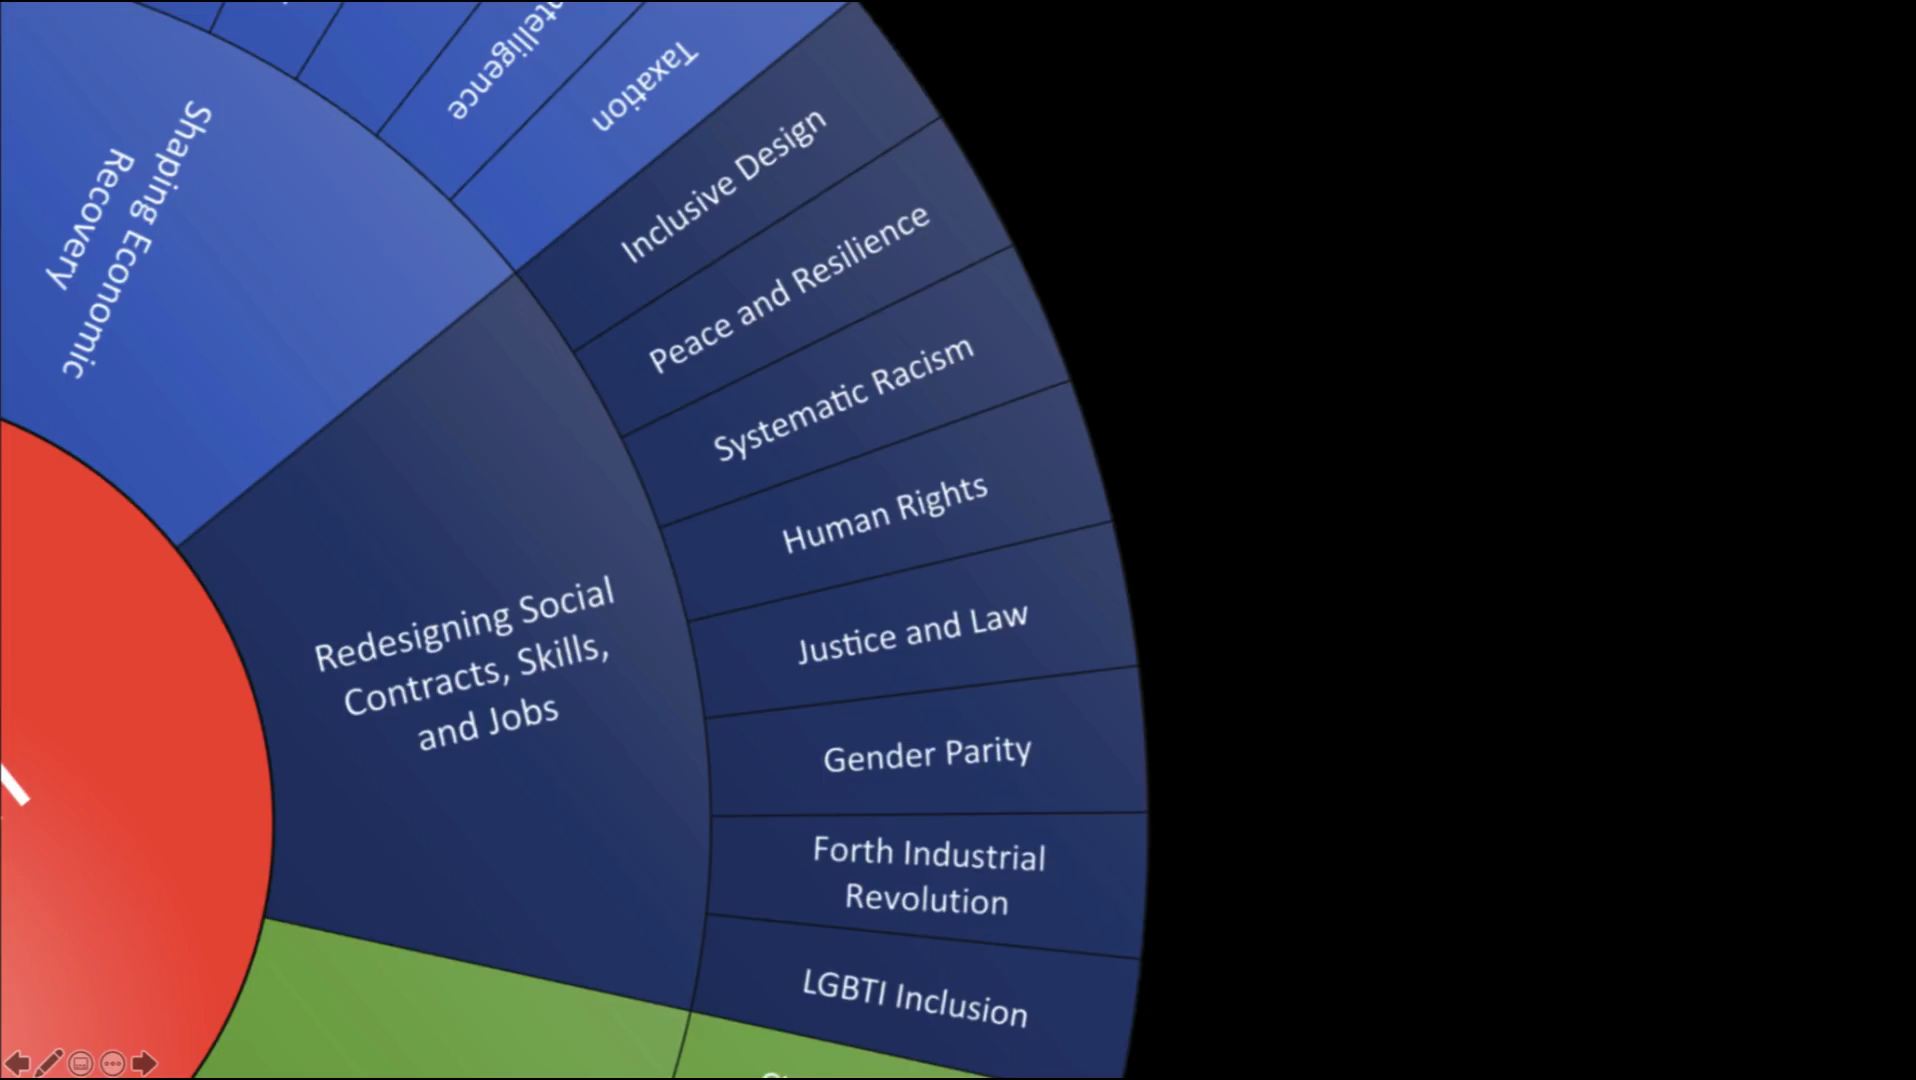 Shaping Economic
Recovery
Taxation
Inclusive Design
Peace and Resilience
Systematic Racism
Human Rights
Justice and Law
Gender Parity
Forth Industrial
Revolution
LGBTI Inclusion
Redesigning Social
Contracts, Skills,
and Jobs